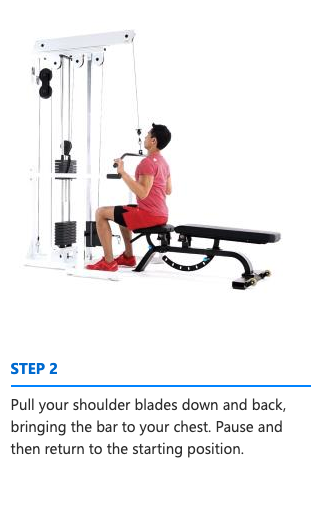 STEP 2
Pull your shoulder blades down and back,
bringing the bar to your chest. Pause and
then return to the starting position.